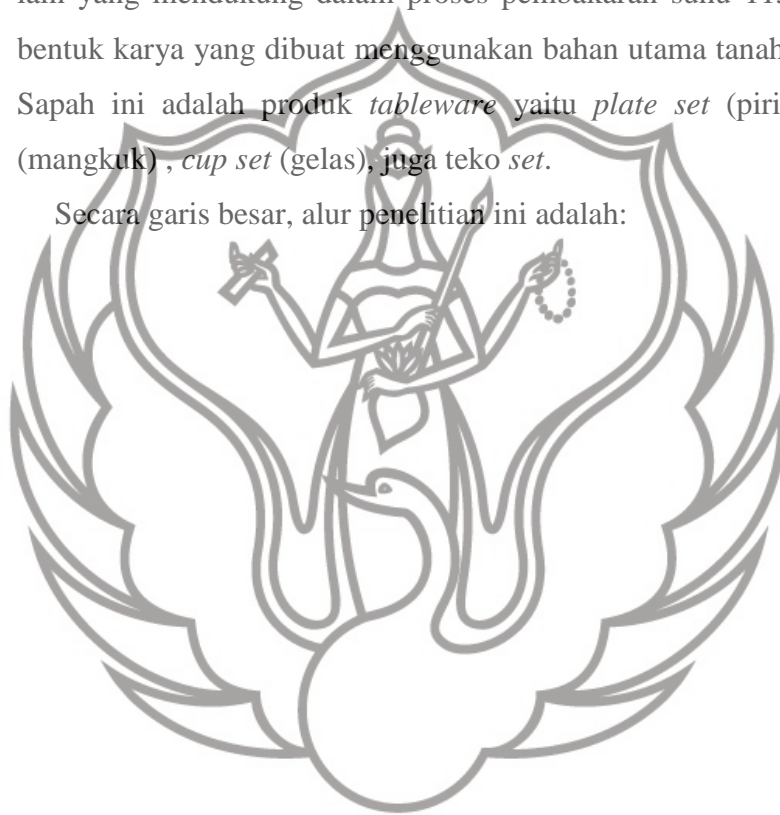 yang mendukung dalam proses pembakaran suhu
bentuk karya yang dibuat menggunakan bahan utama tanah
Sapah ini adalah produk tableware yaitu plate set
(mangkuk) , cup set (gelas), juga teko set.
Secara garis besar, alur penelitian ini adalah: